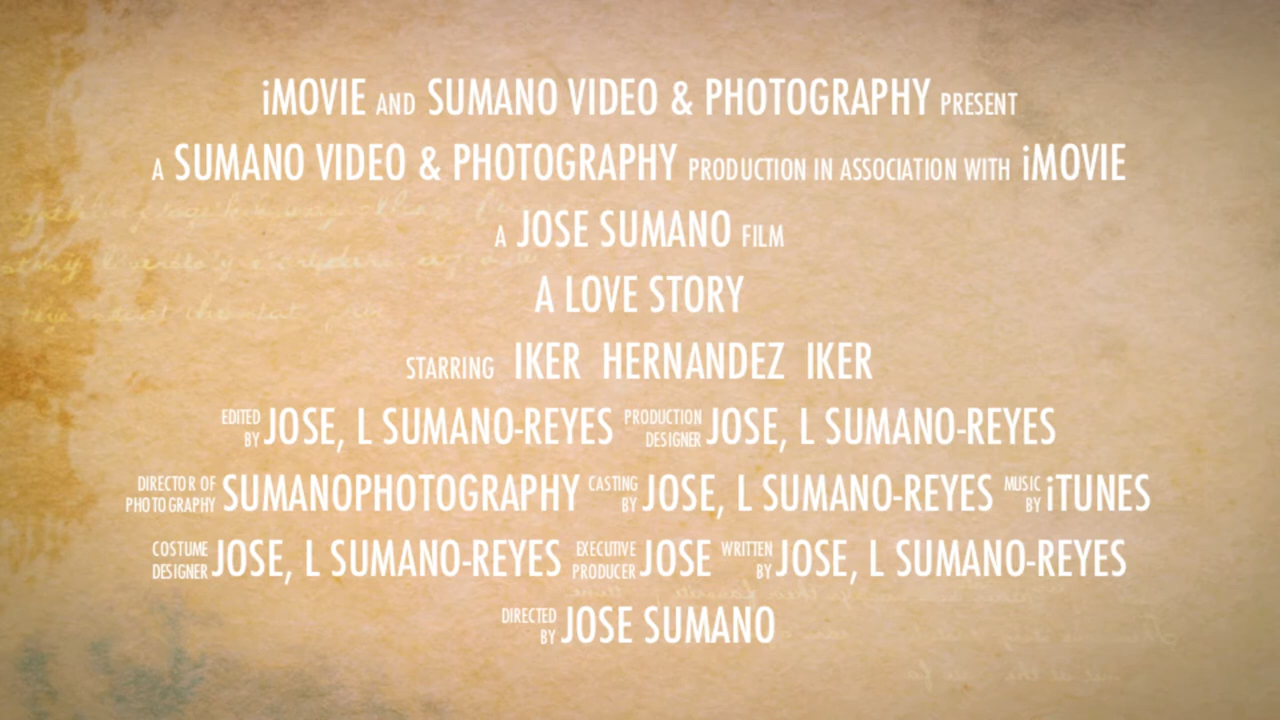 iMOVIE AND SUMANO VIDEO & PHOTOGRAPHY PRESENT
A SUMANO VIDEO & PHOTOGRAPHY PRODUCTION IN ASSOCIATION WITH iMOVIE
A JOSE SUMANO FILM
A LOVE STORY
STARRING IKER HERNANDEZ IKER
EDITED BY JOSE, L SUMANO-REYES PRODUCTION DESIGNER JOSE, L SUMANO-REYES
DIRECTOR OF PHOTOGRAPHY SUMANOPHOTOGRAPHY CASTING BY JOSE, L SUMANO-REYES MUSIC BY iTUNES
COSTUME DESIGNER JOSE, L SUMANO-REYES EXECUTIVE PRODUCER JOSE WRITTEN BY JOSE, L SUMANO-REYES
DIRECTED BY JOSE SUMANO